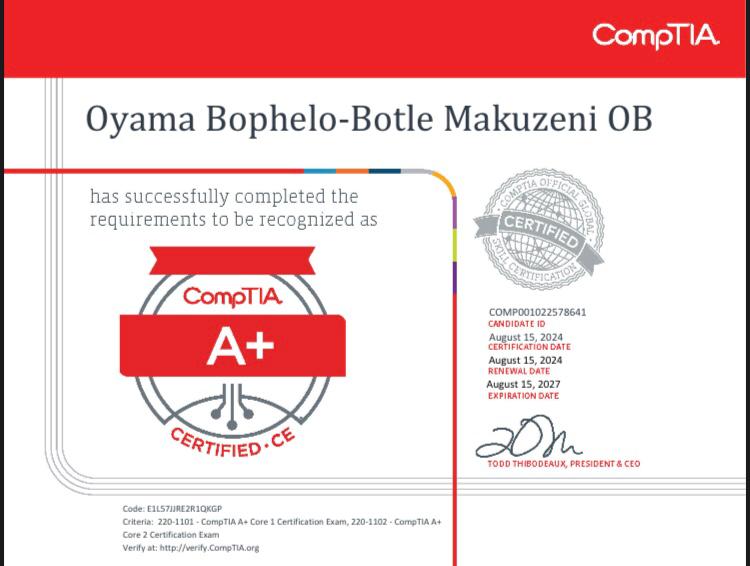 CompTIA.
Oyama Bophelo-Botle Makuzeni OB
has successfully completed the
requirements to be recognized as
CompTIA.
A+
CERTIFIED · CE
COMPTIA OFFICIAL GLOBAL
CERTIFIED
SKILL CERTIFICATION
COMP001022578641
CANDIDATE ID
August 15, 2024
CERTIFICATION DATE
August 15, 2024
RENEWAL DATE
August 15, 2027
EXPIRATION DATE
TODD THIBODEAUX, PRESIDENT & CEO
Code: E1L57JJRE2R1QKGP
Criteria: 220-1101 - CompTIA A+ Core 1 Certification Exam, 220-1102 - CompTIA A+
Core 2 Certification Exam
Verify at: http://verify.CompTIA.org